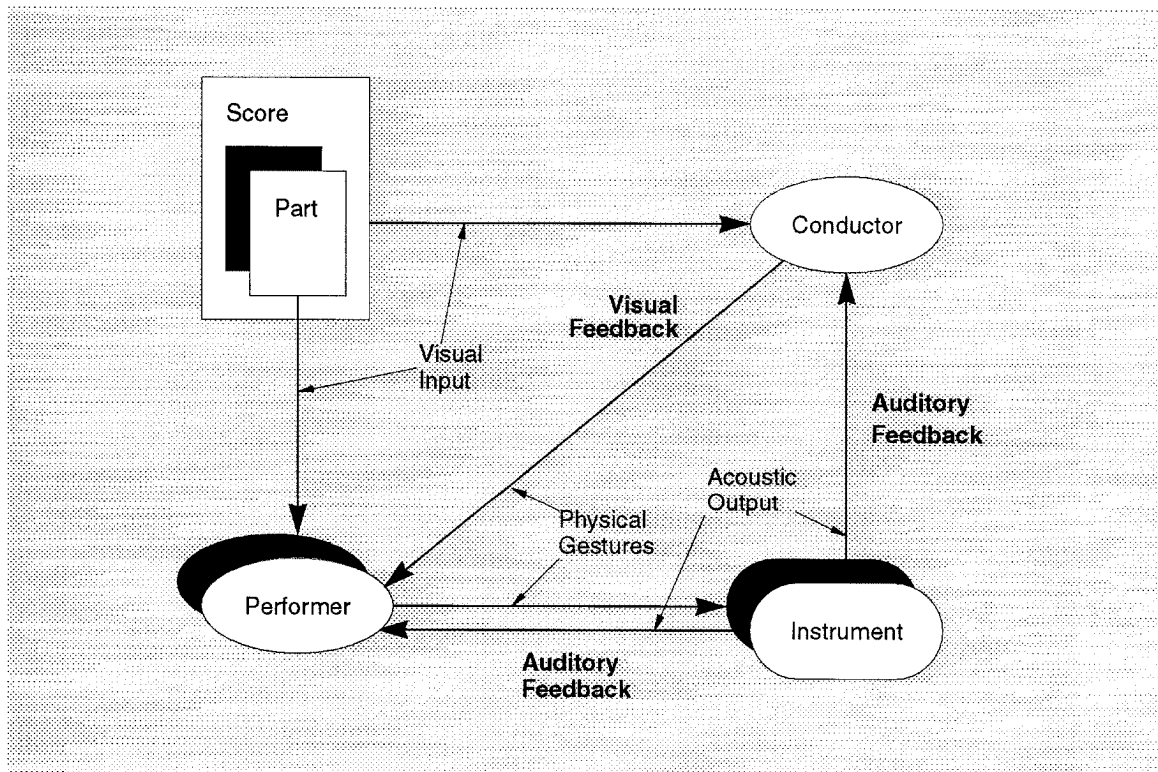 Score
Part
Conductor
Visual
Feedback
Visual
Input
Auditory
Feedback
Acoustic
Output
Physical
Gestures
Performer
Instrument
Auditory
Feedback